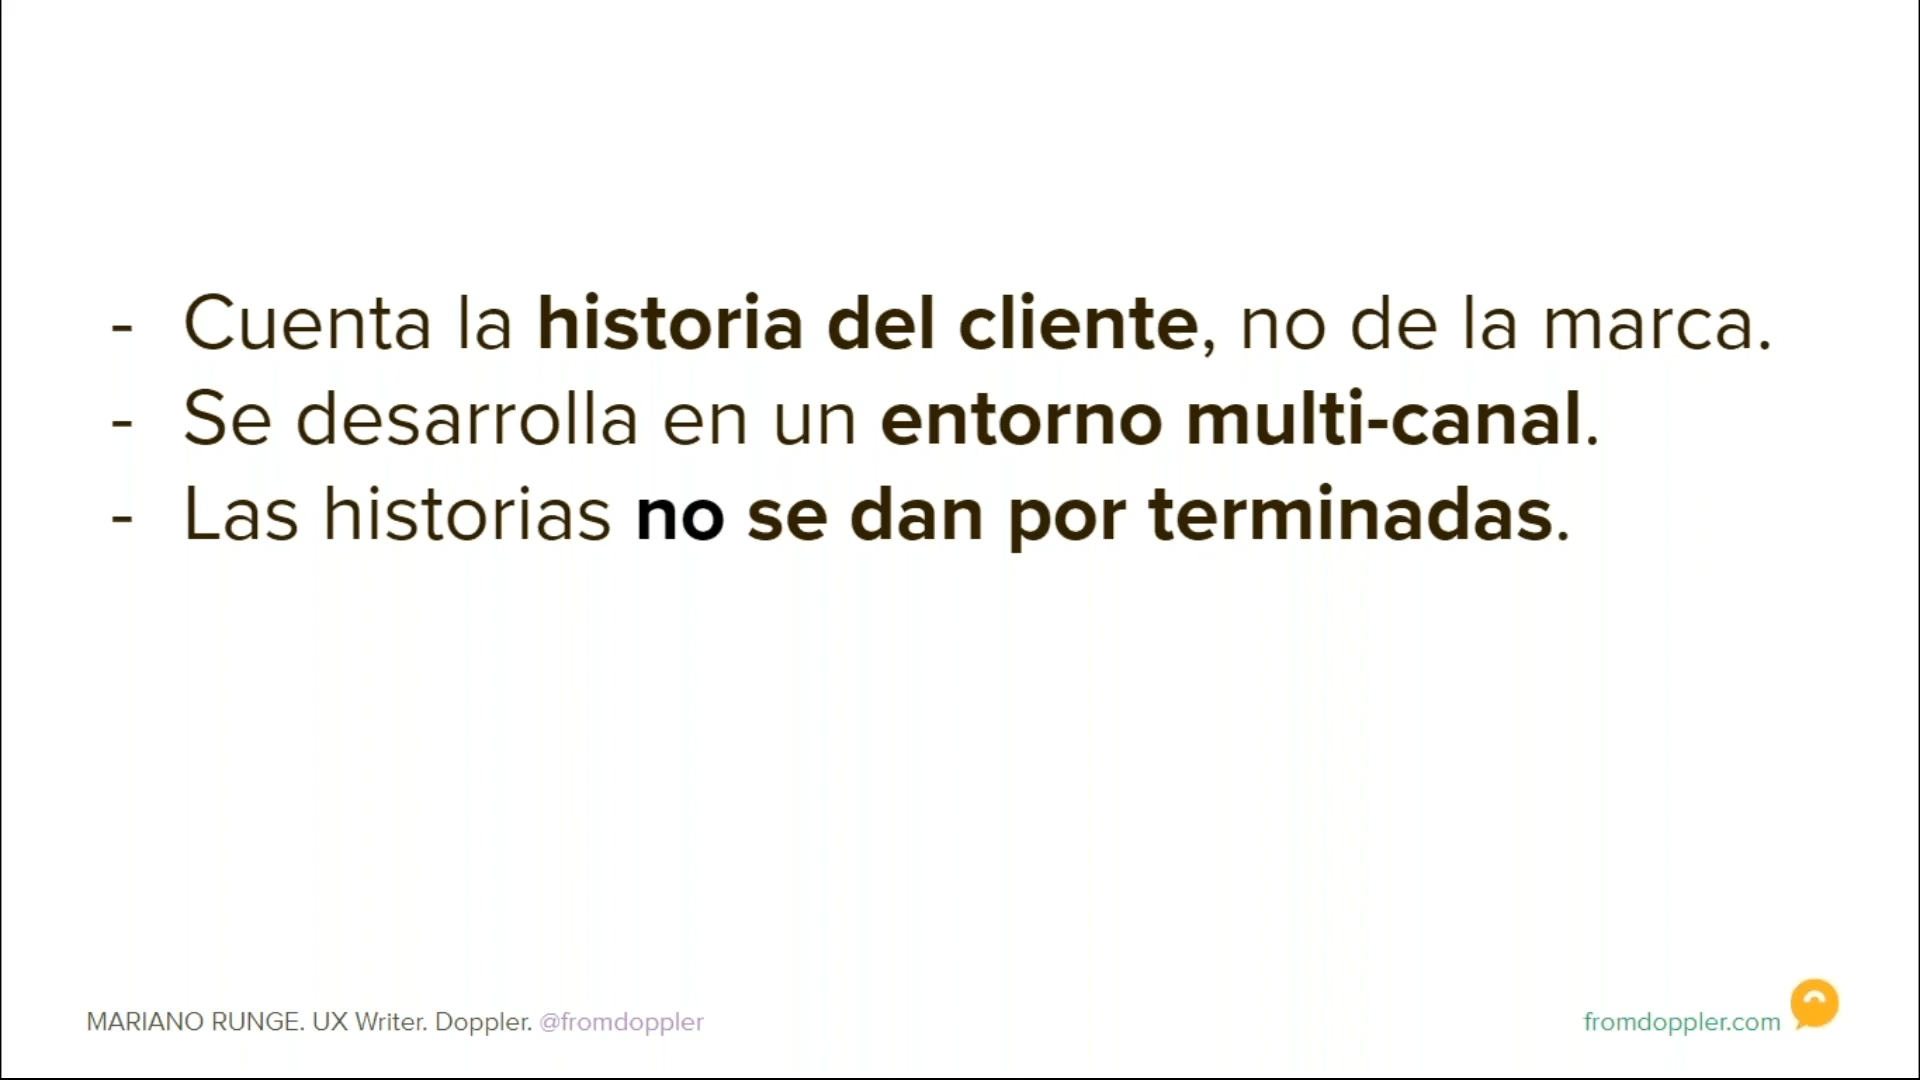 - Cuenta la historia del cliente, no de la marca.
- Se desarrolla en un entorno multi-canal.
- Las historias no se dan por terminadas.
MARIANO RUNGE. UX Writer. Doppler. @fromdoppler
fromdoppler.com